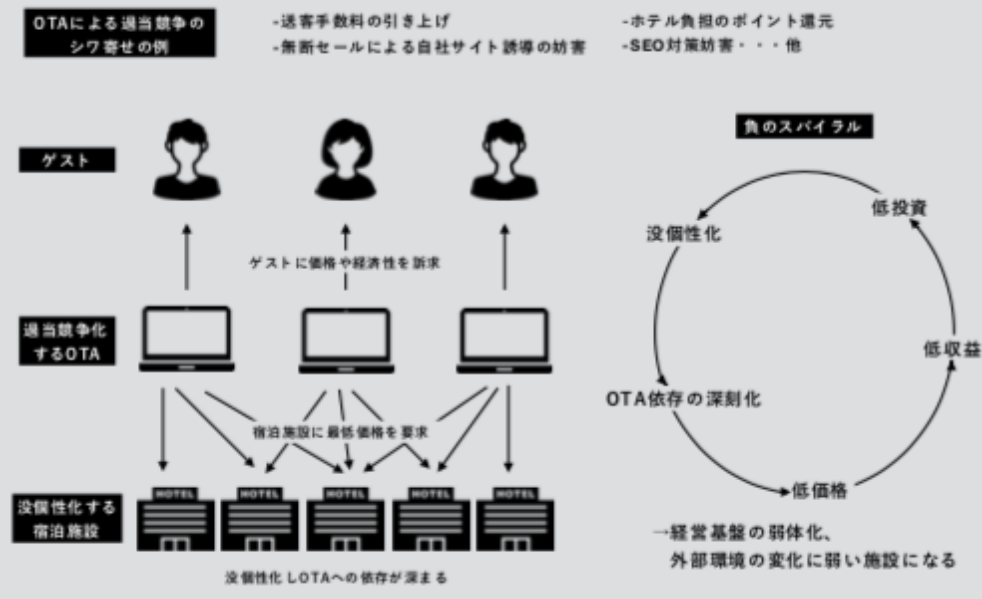 OTAによる過当競争の
シワ寄せの例
-送客手数料の引き上げ
-無断セールによる自社サイト誘導の妨害
-ホテル負担のポイント還元
-SEO対策妨害・・・他
ゲスト
ゲストに価格や経済性を訴求
過当競争化
するOTA
宿泊施設に最低価格を要求
没個性化する
宿泊施設
HOTEL
HOTEL
HOTEL
HOTEL
HOTEL
没個性化しOTAへの依存が深まる
負のスパイラル
低投資
没個性化
低収益
OTA依存の深刻化
低価格
→経営基盤の弱体化、
外部環境の変化に弱い施設になる